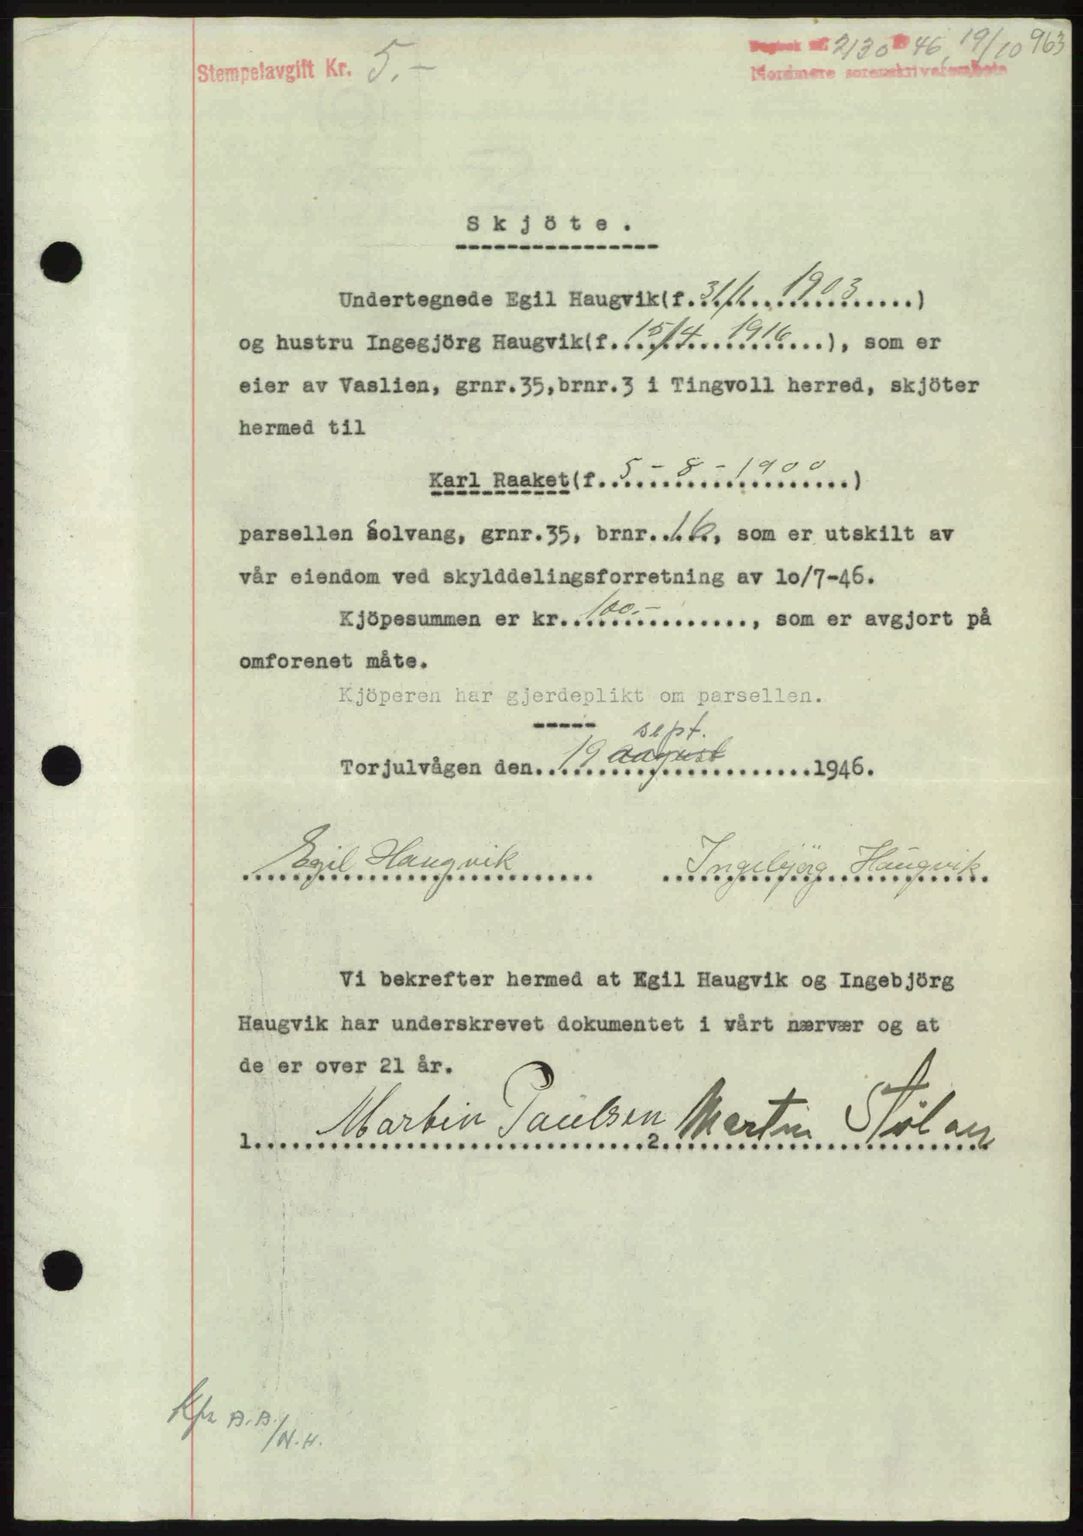 Stempelavgift Kr. 5.-
Dagbok nr. 2130 19 46, 19/10 963
Nordmøre sorenskriverembete
Skjöte.
Undertegnede Egil Haugvik(f. 31/1 1903)
og hustru Ingegjörg Haugvik(f. 15/4 1916), som er
eier av Vaslien, grnr.35,brnr.3 i Tingvoll herred, skjöter
hermed til
Karl Raaket(f. 5-8-1900)
parsellen Solvang, grnr.35, brnr. 16, som er utskilt av
vår eiendom ved skylddelingsforretning av 1o/7-46.
Kjöpesummen er kr. 100.-, som er avgjort på
omforenet måte.
Kjöperen har gjerdeplikt om parsellen.
sept.
Torjulvågen den 19 august 1946.
Egil Haugvik Ingebjörg Haugvik
Vi bekrefter hermed at Egil Haugvik og Ingebjörg
Haugvik har underskrevet dokumentet i vårt nærvær og at
de er over 21 år.
1. Martin Paulsen 2. Martin Stølan
Kfr A.A.
/N.H.